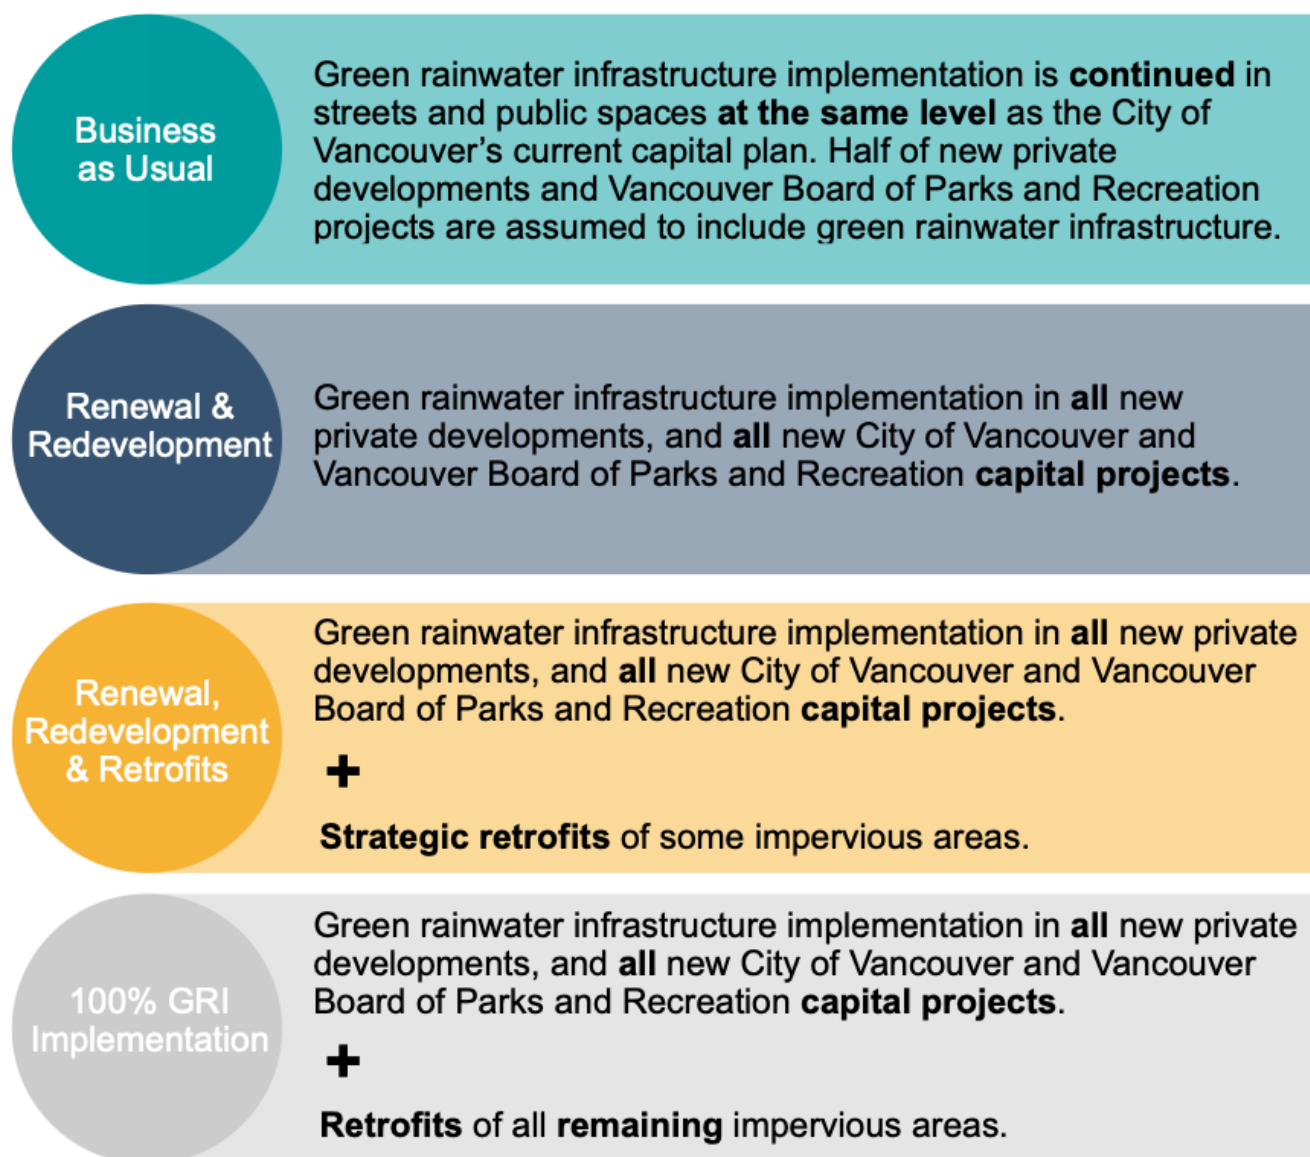 Business
as Usual
Green rainwater infrastructure implementation is continued in
streets and public spaces at the same level as the City of
Vancouver's current capital plan. Half of new private
developments and Vancouver Board of Parks and Recreation
projects are assumed to include green rainwater infrastructure.
Renewal &
Redevelopment
Green rainwater infrastructure implementation in all new
private developments, and all new City of Vancouver and
Vancouver Board of Parks and Recreation capital projects.
Renewal,
Redevelopment
& Retrofits
Green rainwater infrastructure implementation in all new private
developments, and all new City of Vancouver and Vancouver
Board of Parks and Recreation capital projects.
+
Strategic retrofits of some impervious areas.
100% GRI
Implementation
Green rainwater infrastructure implementation in all new private
developments, and all new City of Vancouver and Vancouver
Board of Parks and Recreation capital projects.
+
Retrofits of all remaining impervious areas.